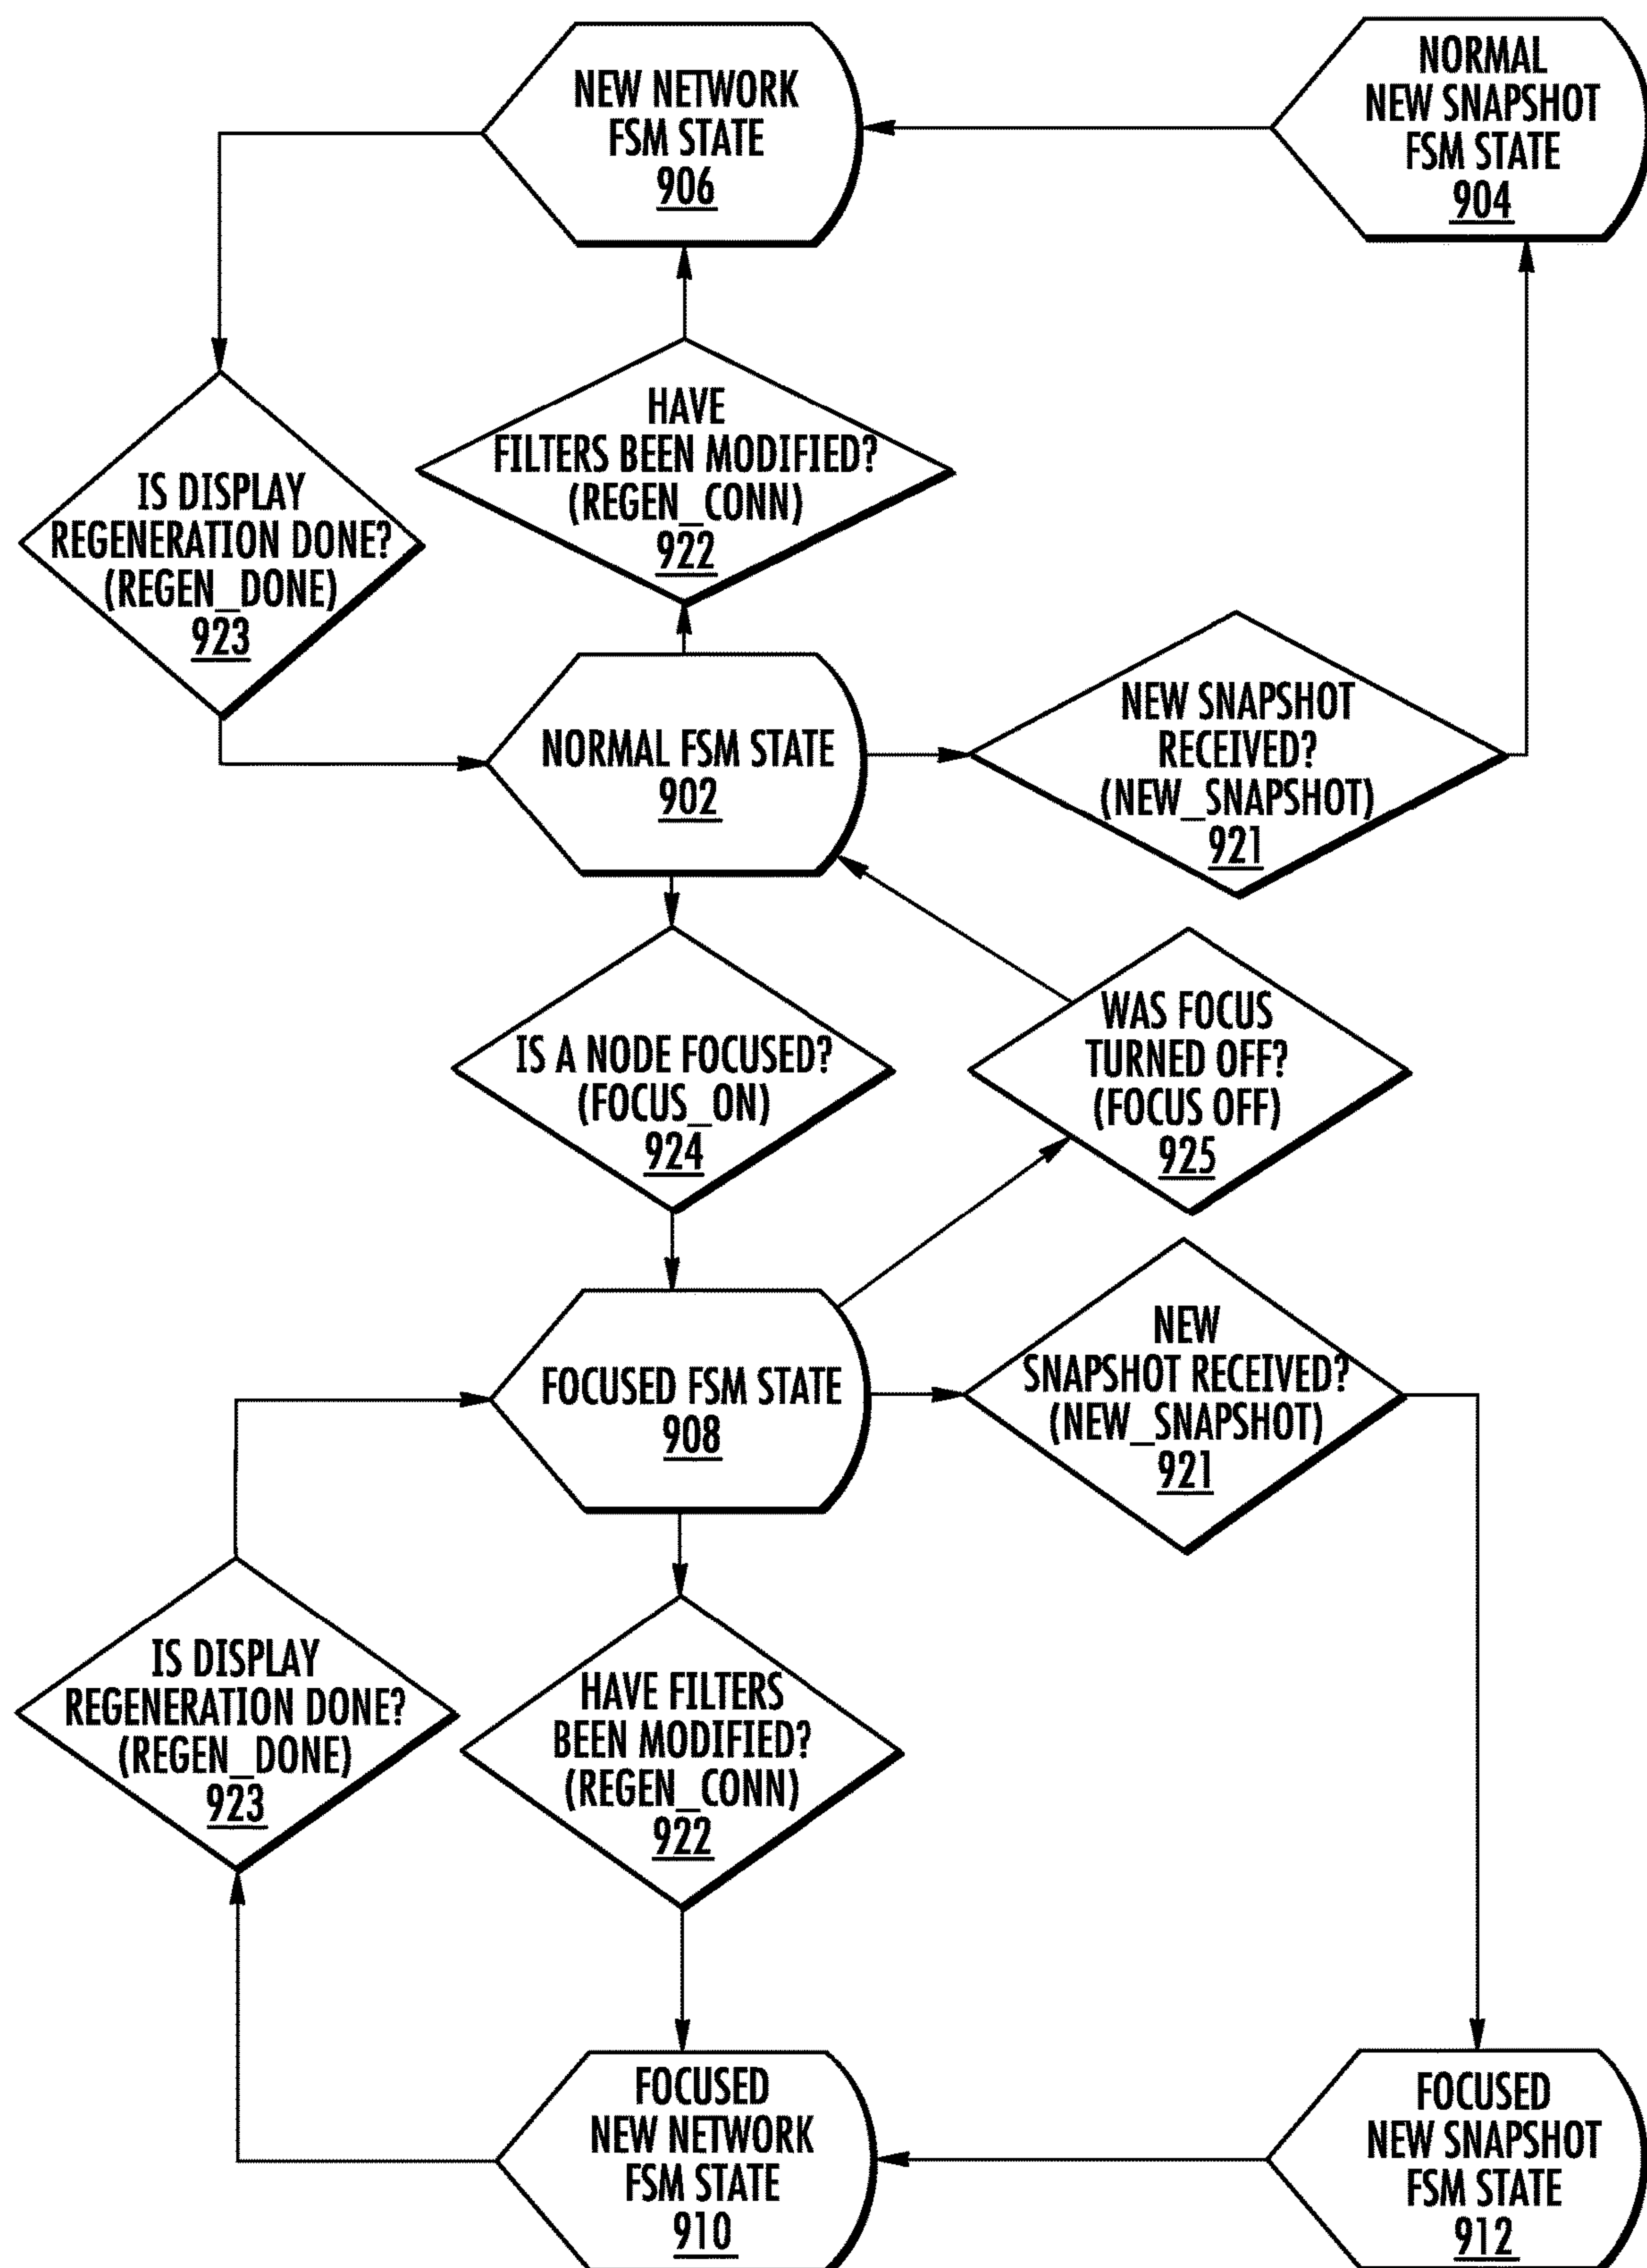 NEW NETWORK
FSM STATE
906
NORMAL
NEW SNAPSHOT
FSM STATE
904
HAVE
FILTERS BEEN MODIFIED?
(REGEN_CONN)
922
IS DISPLAY
REGENERATION DONE?
(REGEN_DONE)
923
NORMAL FSM STATE
902
NEW SNAPSHOT
RECEIVED?
(NEW_SNAPSHOT)
921
IS A NODE FOCUSED?
(FOCUS_ON)
924
WAS FOCUS
TURNED OFF?
(FOCUS OFF)
925
FOCUSED FSM STATE
908
NEW
SNAPSHOT RECEIVED?
(NEW_SNAPSHOT)
921
IS DISPLAY
REGENERATION DONE?
(REGEN_DONE)
923
HAVE FILTERS
BEEN MODIFIED?
(REGEN_CONN)
922
FOCUSED
NEW NETWORK
FSM STATE
910
FOCUSED
NEW SNAPSHOT
FSM STATE
912